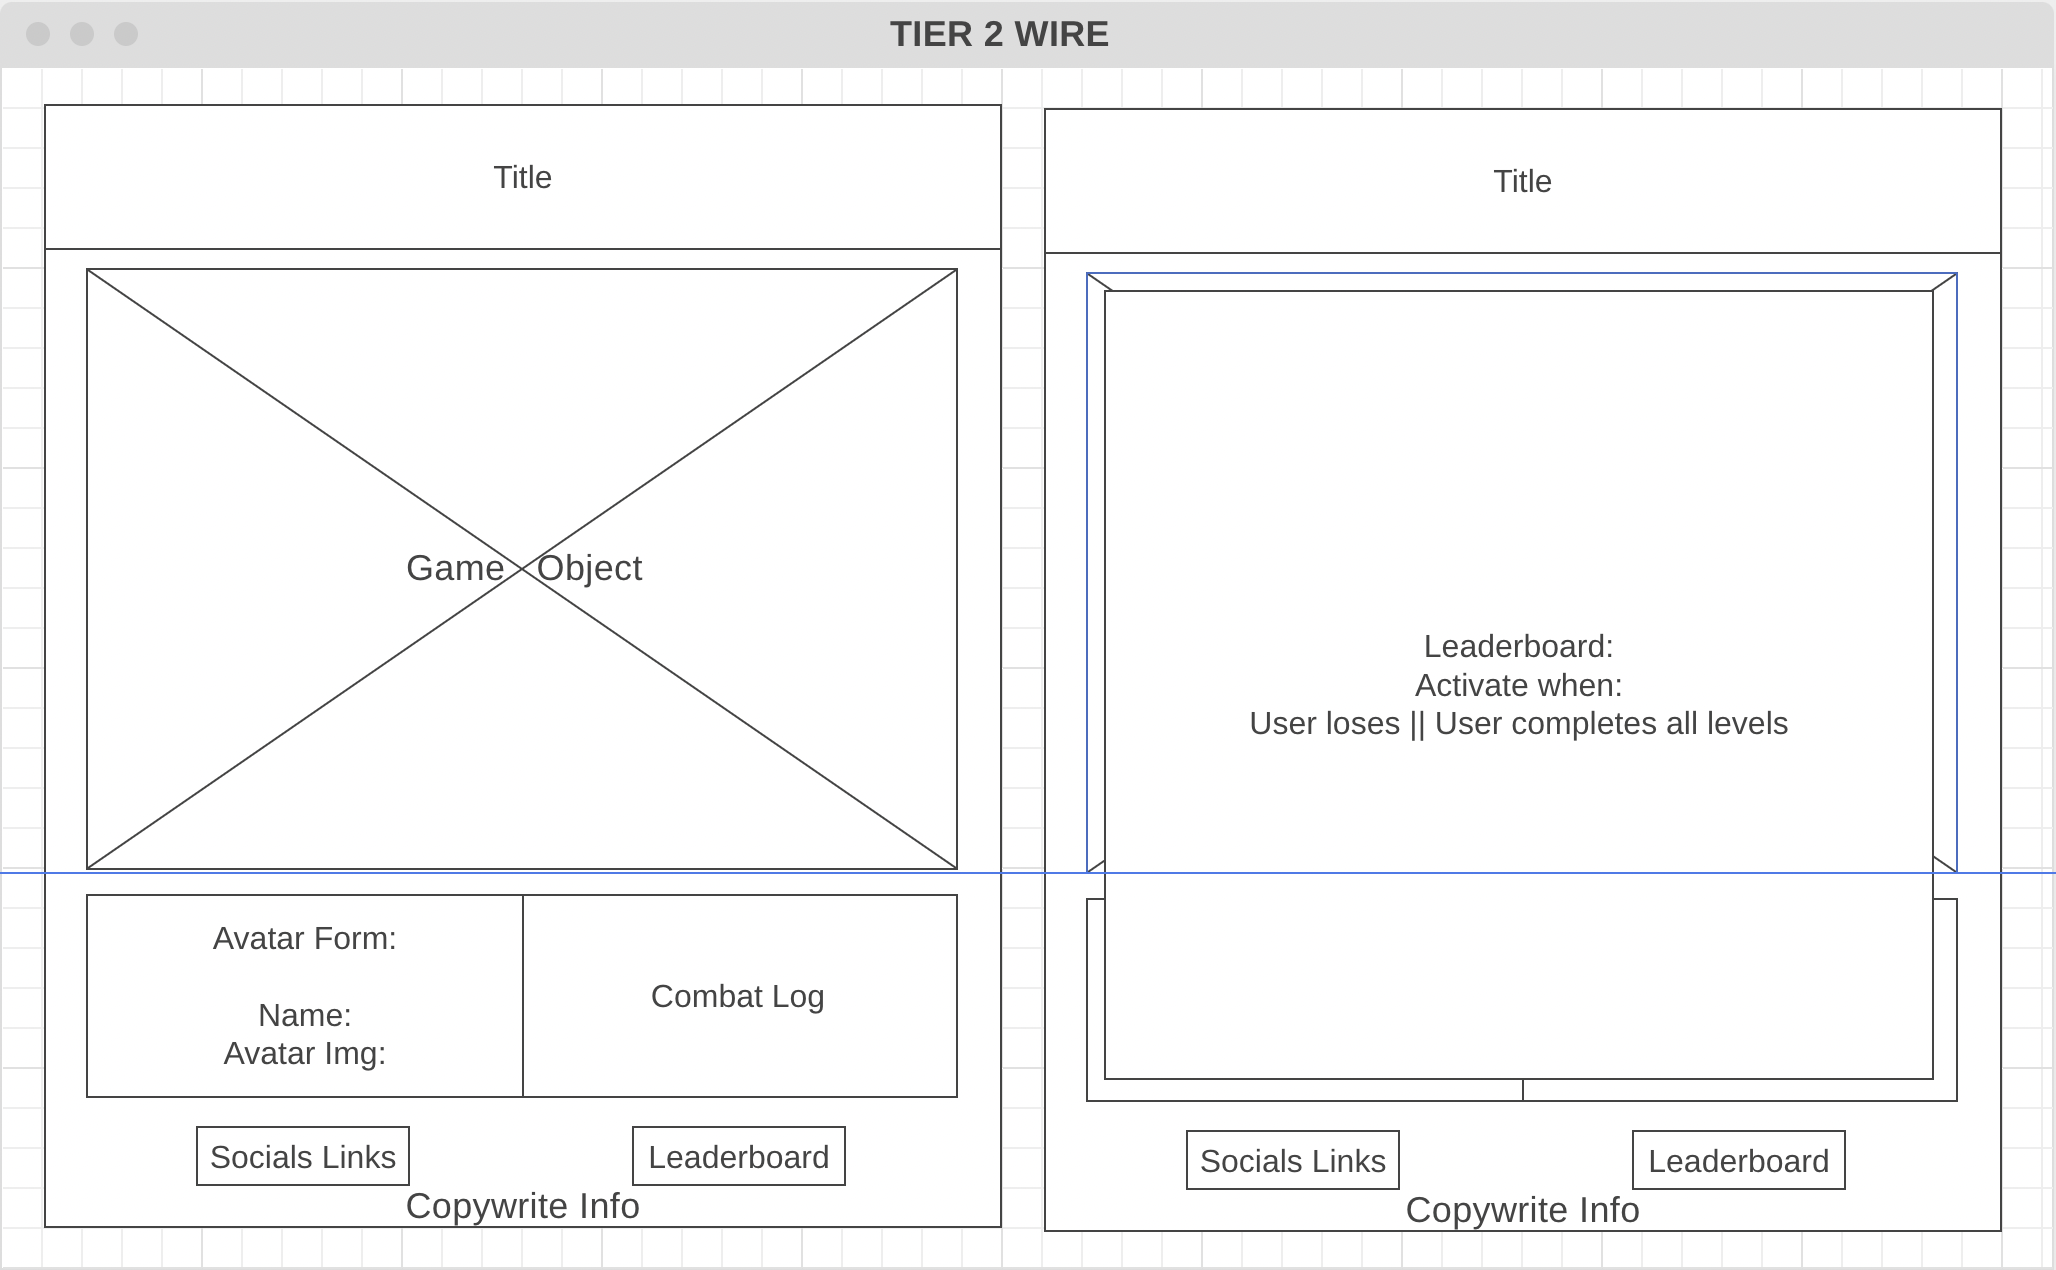 TIER 2 WIRE
Title
Game Object
Avatar Form:
Name:
Avatar Img:
Combat Log
Socials Links
Leaderboard
Copywrite Info
Title
Leaderboard:
Activate when:
User loses || User completes all levels
Socials Links
Leaderboard
Copywrite Info